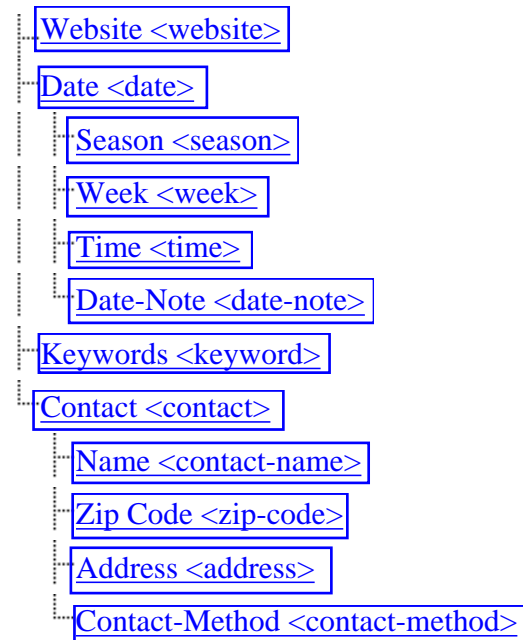 Website <website>
Date <date>
Season <season>
Week <week>
Time <time>
Date-Note <date-note>
Keywords <keyword>
Contact <contact>
Name <contact-name>
Zip Code <zip-code>
Address <address>
Contact-Method <contact-method>